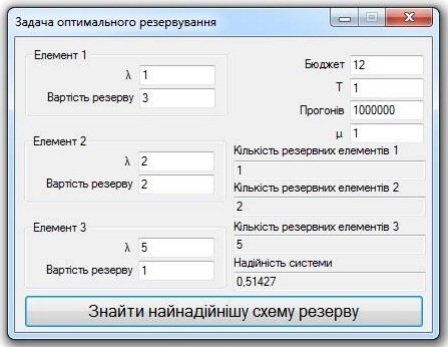 Задача оптимального резервування
Елемент 1
λ 1
Вартість резерву 3
Елемент 2
λ 2
Вартість резерву 2
Елемент 3
λ 5
Вартість резерву 1
Бюджет 12
T 1
Прогонів 1000000
μ 1
Кількість резервних елементів 1
1
Кількість резервних елементів 2
2
Кількість резервних елементів 3
5
Надійність системи
0,51427
Знайти найнадійнішу схему резерву